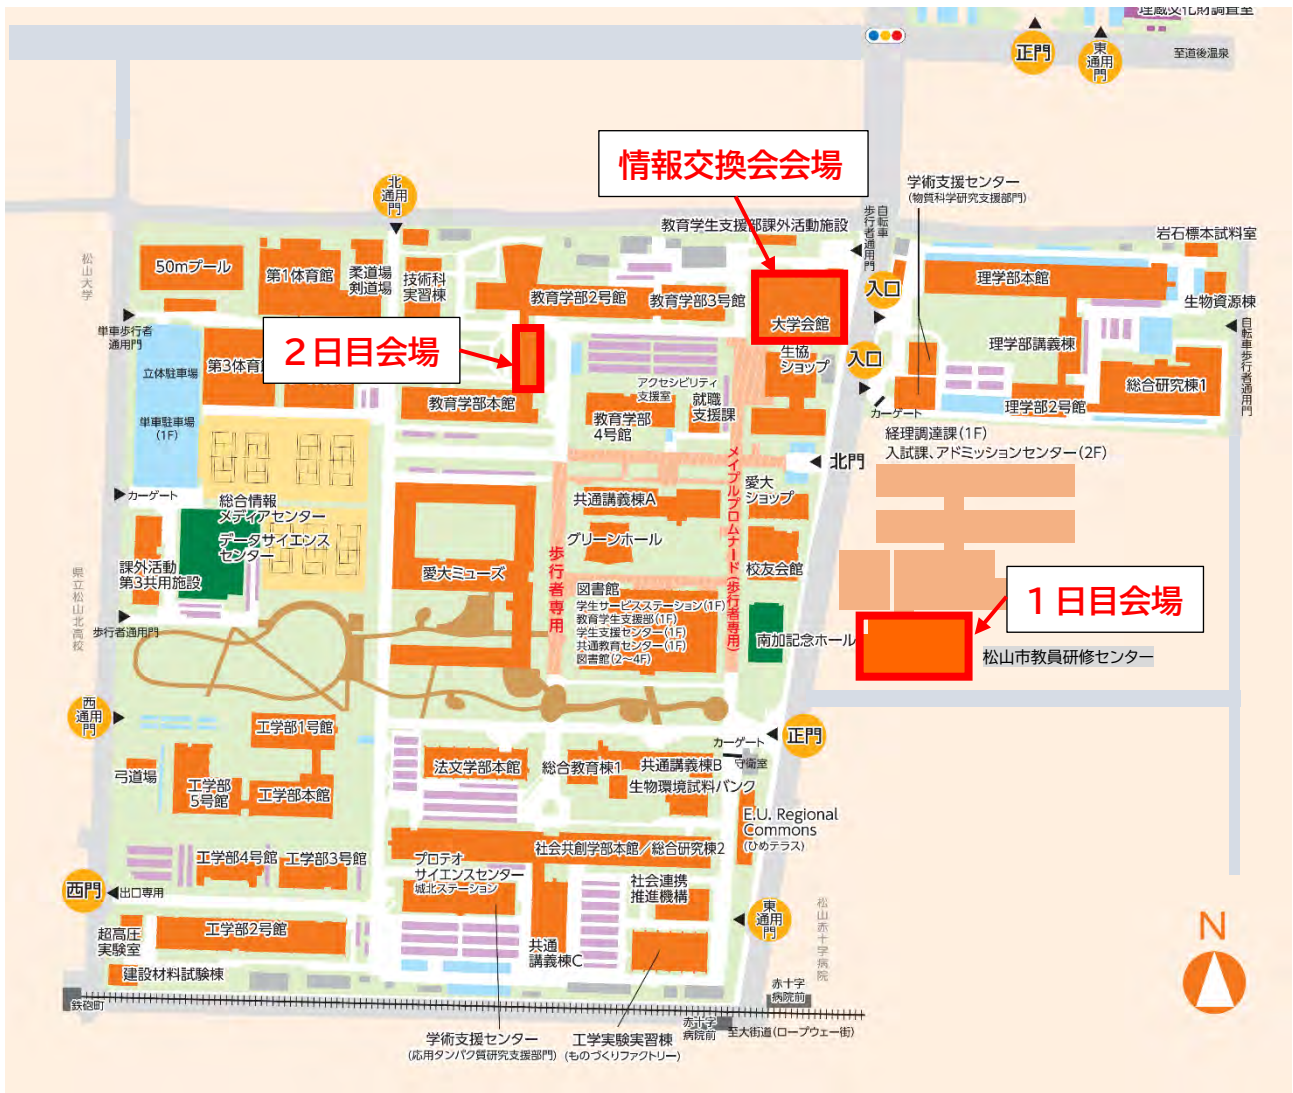 埋蔵文化財調査室
正門
東
通用
門
至道後温泉
情報交換会会場
北
通用
門
学術支援センター
(物質科学研究支援部門)
教育学生支援部課外活動施設
自転車
歩行者通用門
岩石標本試料室
松山大学
50mプール
第1体育館
柔道場
剣道場
技術科
実習棟
教育学部2号館
教育学部3号館
大学会館
入口
理学部本館
生物資源棟
単車歩行者
通用門
2日目会場
生協
ショップ
入口
理学部講義棟
自転車歩行者通用門
立体駐車場
第3体育館
アクセシビリティ
支援室
就職
支援課
総合研究棟1
教育学部本館
教育学部
4号館
カーゲート
理学部2号館
単車駐車場
(1F)
経理調達課(1F)
入試課、アドミッションセンター(2F)
メイプルプロムナード(歩行者専用)
北門
カーゲート
総合情報
メディアセンター
データサイエンス
センター
共通講義棟A
愛大
ショップ
グリーンホール
歩行者専用
愛大ミューズ
校友会館
課外活動
第3共用施設
県立松山北高校
図書館
学生サービスステーション(1F)
教育学生支援部(1F)
学生支援センター(1F)
共通教育センター(1F)
図書館(2〜4F)
1日目会場
歩行者通用門
南加記念ホール
松山市教員研修センター
西
通用
門
工学部1号館
カーゲート
正門
守衛室
弓道場
工学部
5号館
工学部本館
法文学部本館
総合教育棟1
共通講義棟B
生物環境試料バンク
E.U. Regional
Commons
(ひめテラス)
工学部4号館
工学部3号館
プロテオ
サイエンスセンター
城北ステーション
社会共創学部本館/総合研究棟2
社会連携
推進機構
西門
出口専用
東
通用
門
松山赤十字病院
超高圧
実験室
工学部2号館
共通
講義棟C
建設材料試験棟
N
鉄砲町
赤十字
病院前
赤十字
病院前
至大街道(ロープウェー街)
学術支援センター
(応用タンパク質研究支援部門)
工学実験実習棟
(ものづくりファクトリー)